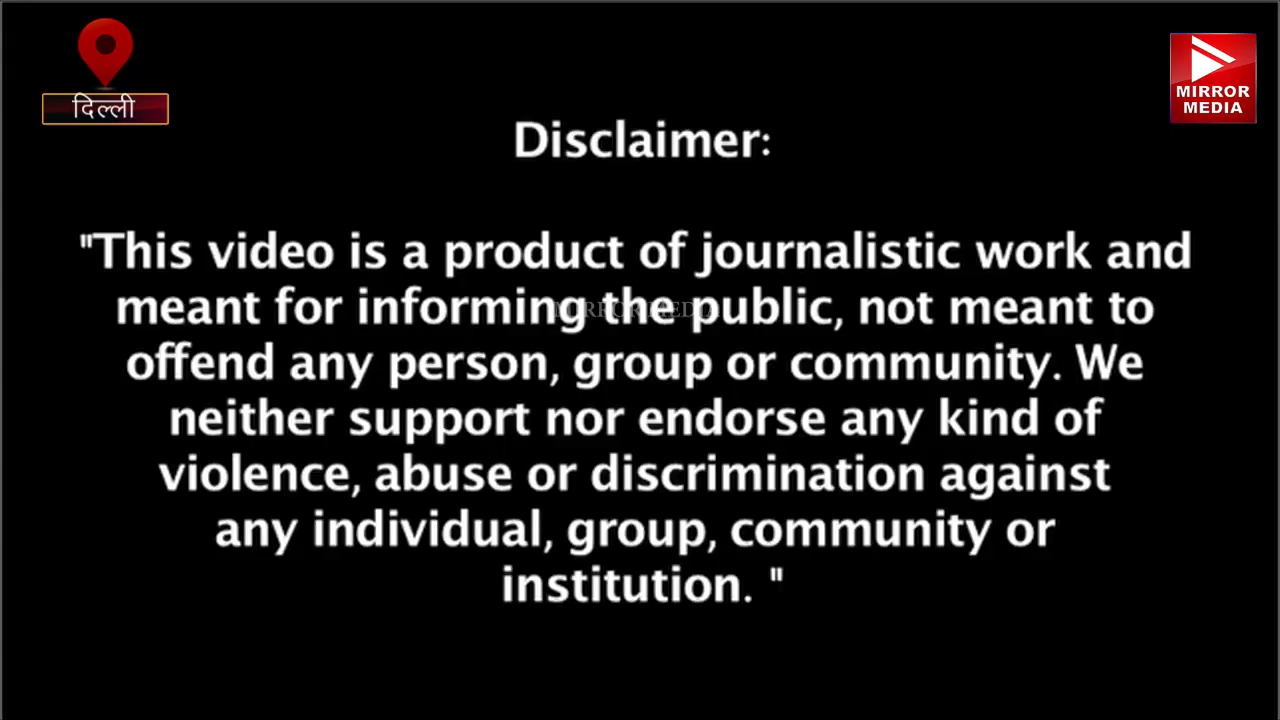 दिल्ली
MIRROR
MEDIA
Disclaimer:
"This video is a product of journalistic work and
meant for informing the public, not meant to
offend any person, group or community. We
neither support nor endorse any kind of
violence, abuse or discrimination against
any individual, group, community or
institution. "
MIRROR MEDIA